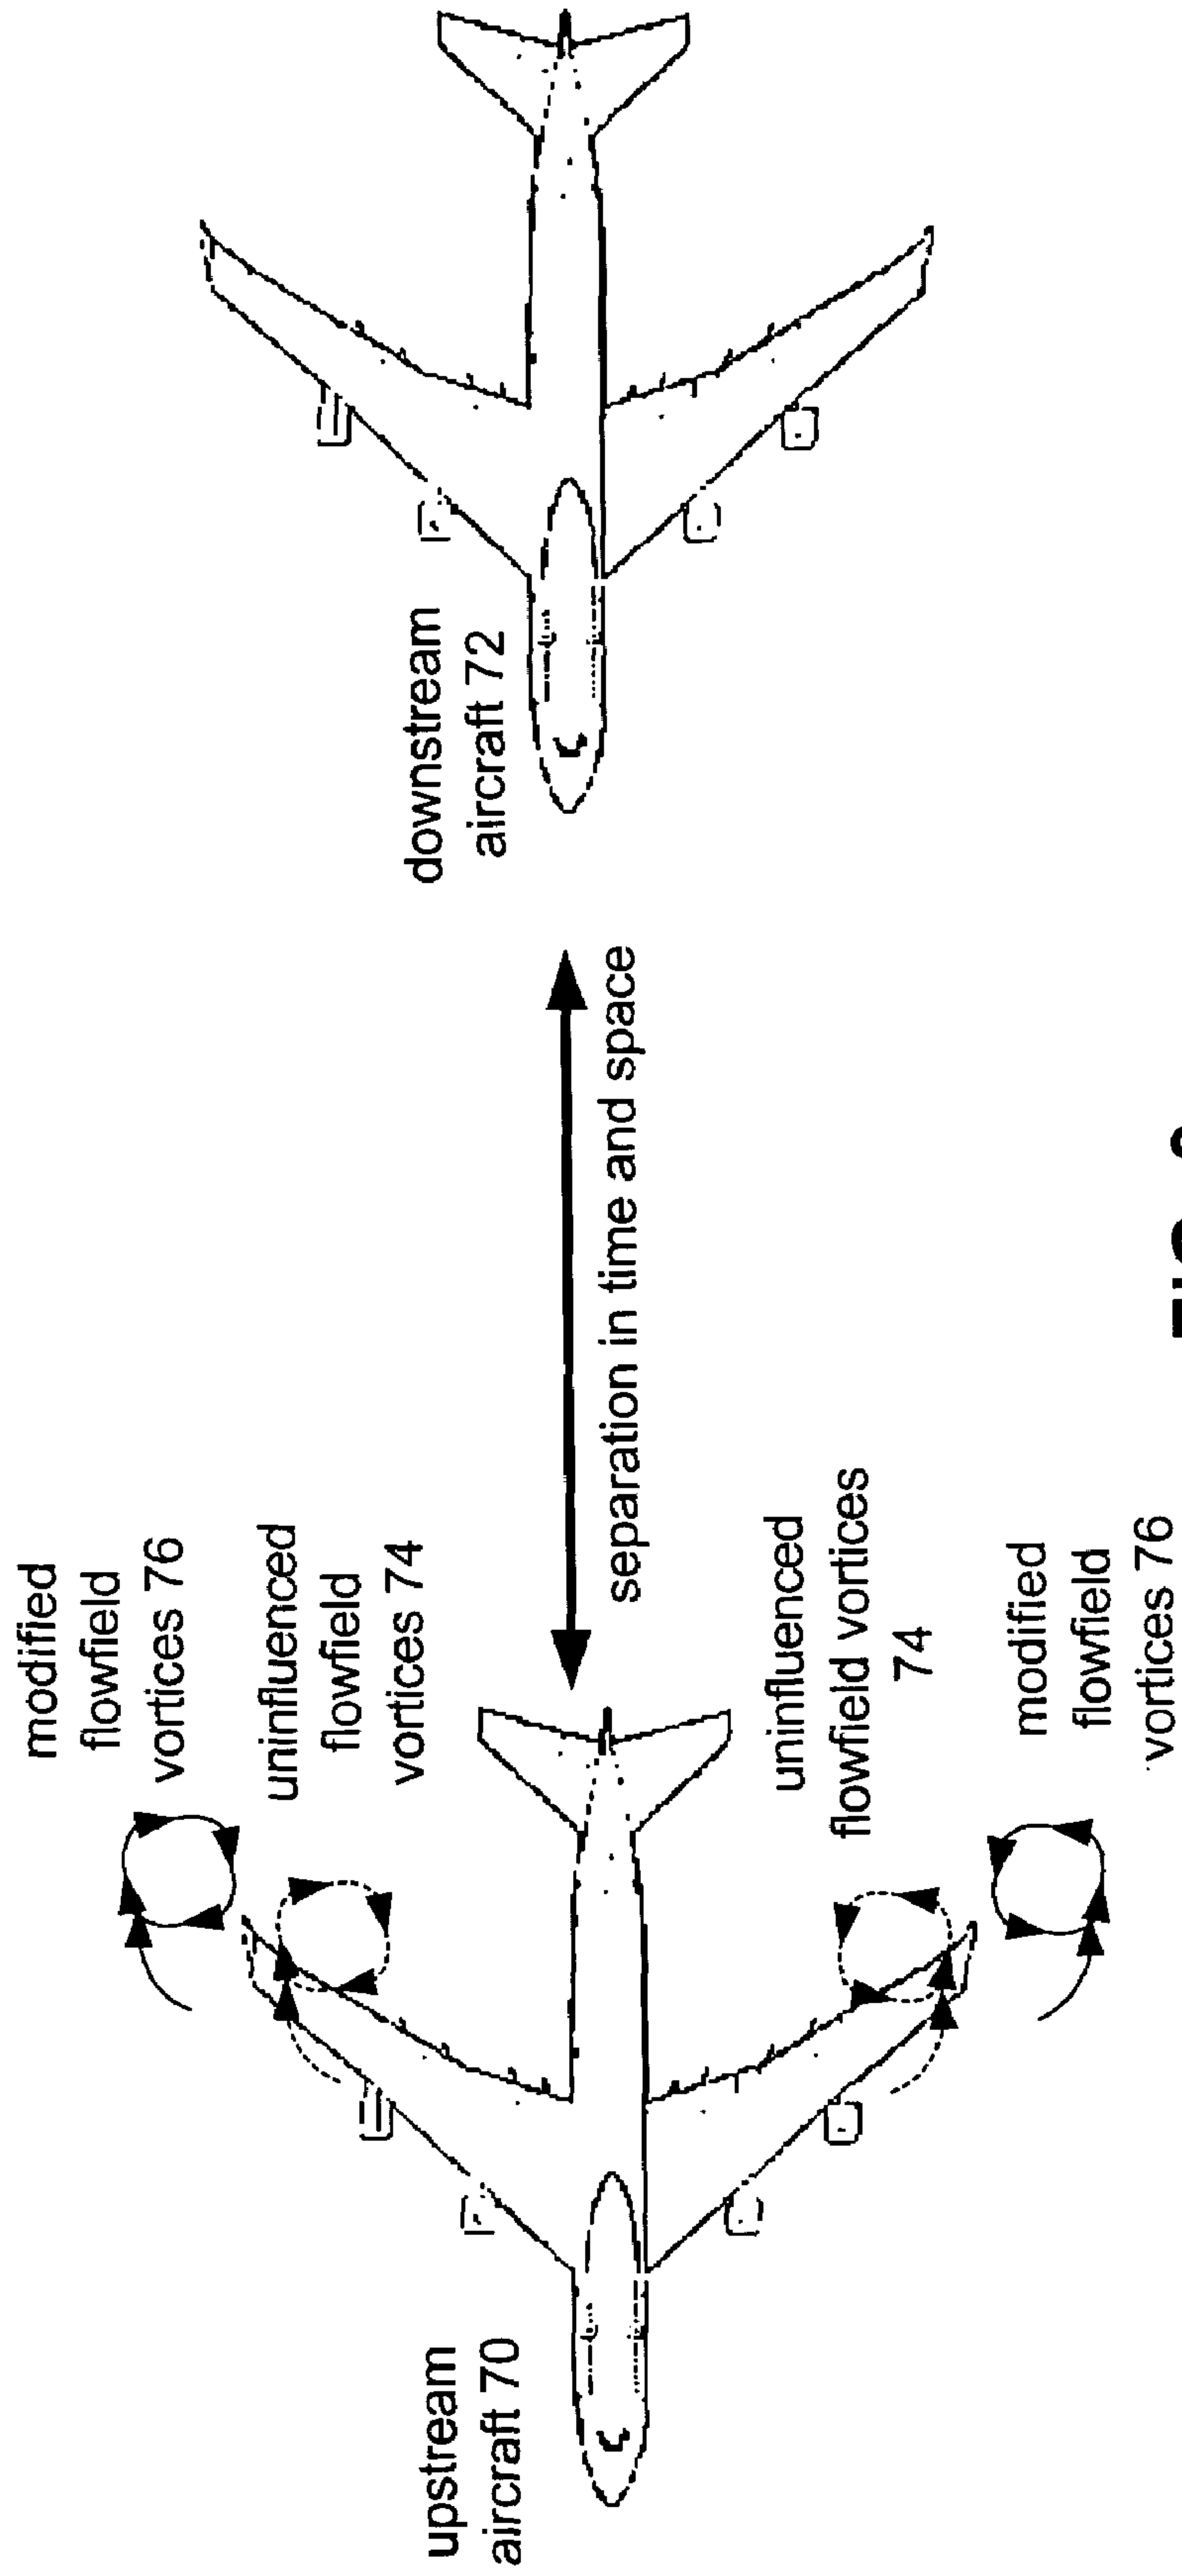 modified
flowfield
vortices 76
uninfluenced
flowfield
vortices 74
upstream
aircraft 70
downstream
aircraft 72
separation in time and space
uninfluenced
flowfield vortices
74
modified
flowfield
vortices 76